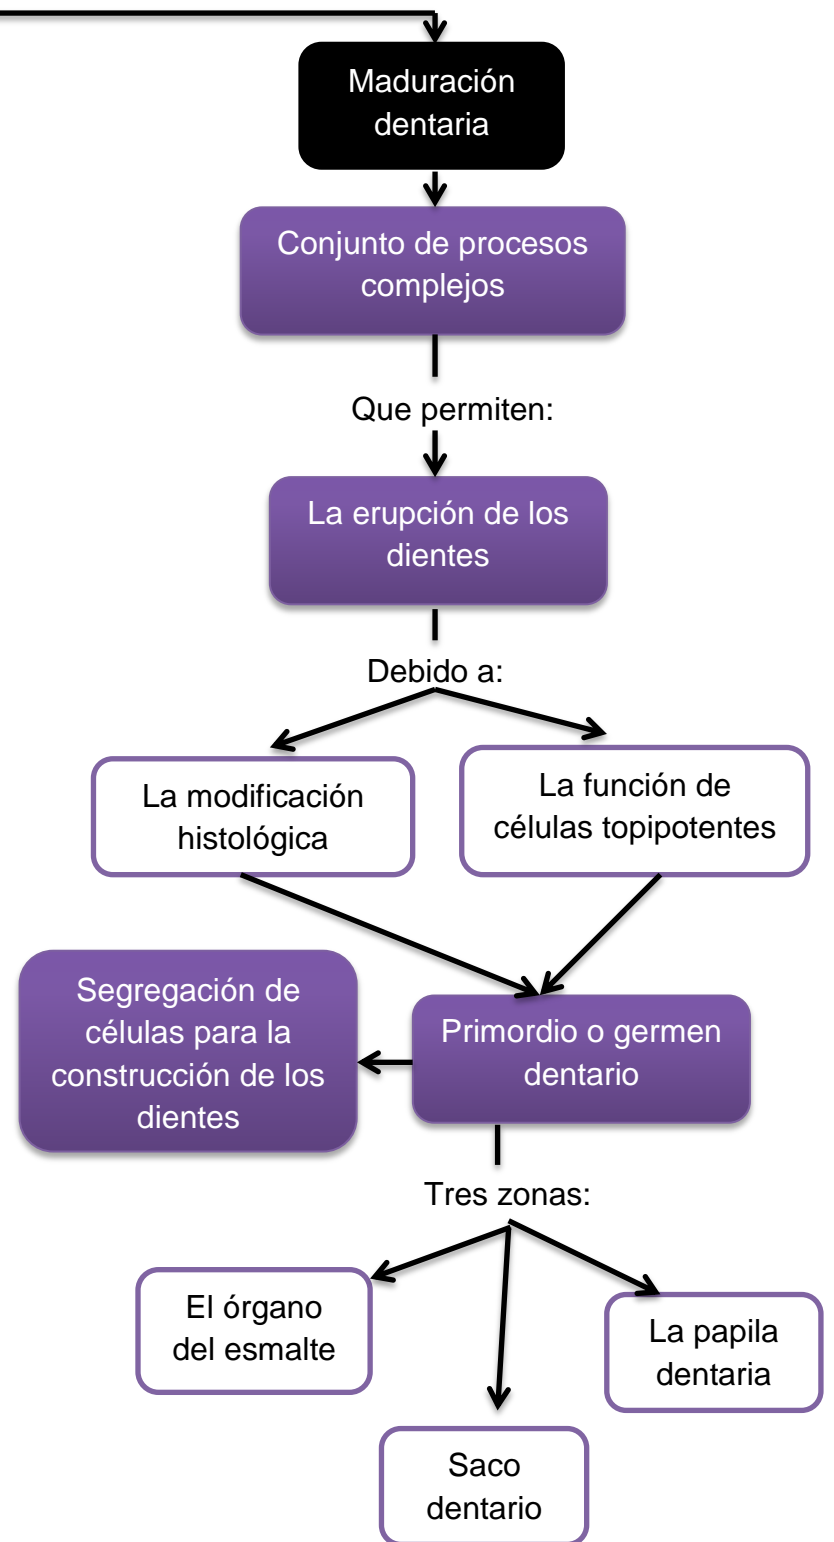 Maduración
dentaria
Conjunto de procesos
complejos
Que permiten:
La erupción de los
dientes
Debido a:
La modificación
histológica
La función de
células topipotentes
Segregación de
células para la
construcción de los
dientes
Primordio o germen
dentario
Tres zonas:
El órgano
del esmalte
La papila
dentaria
Saco
dentario